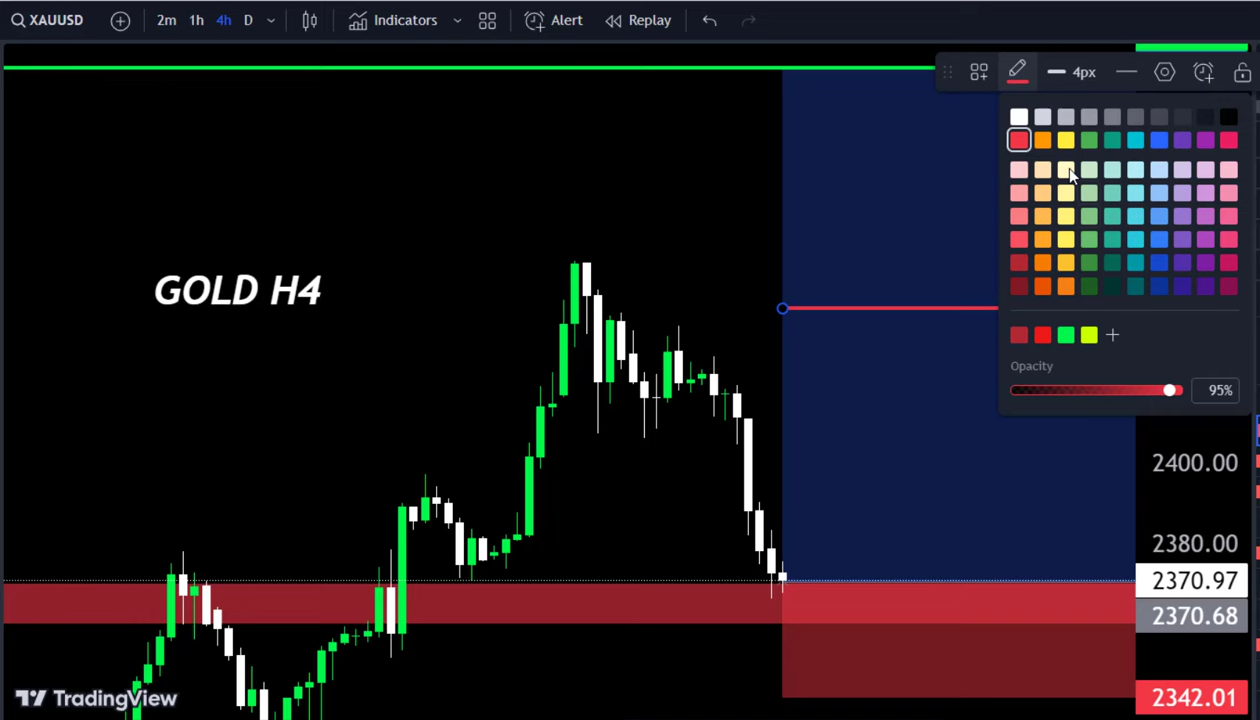 XAUUSD 2m 1h 4h D Indicators Alert Replay
4px
GOLD H4
Opacity
95%
2400.00
2380.00
2370.97
2370.68
2342.01
TradingView